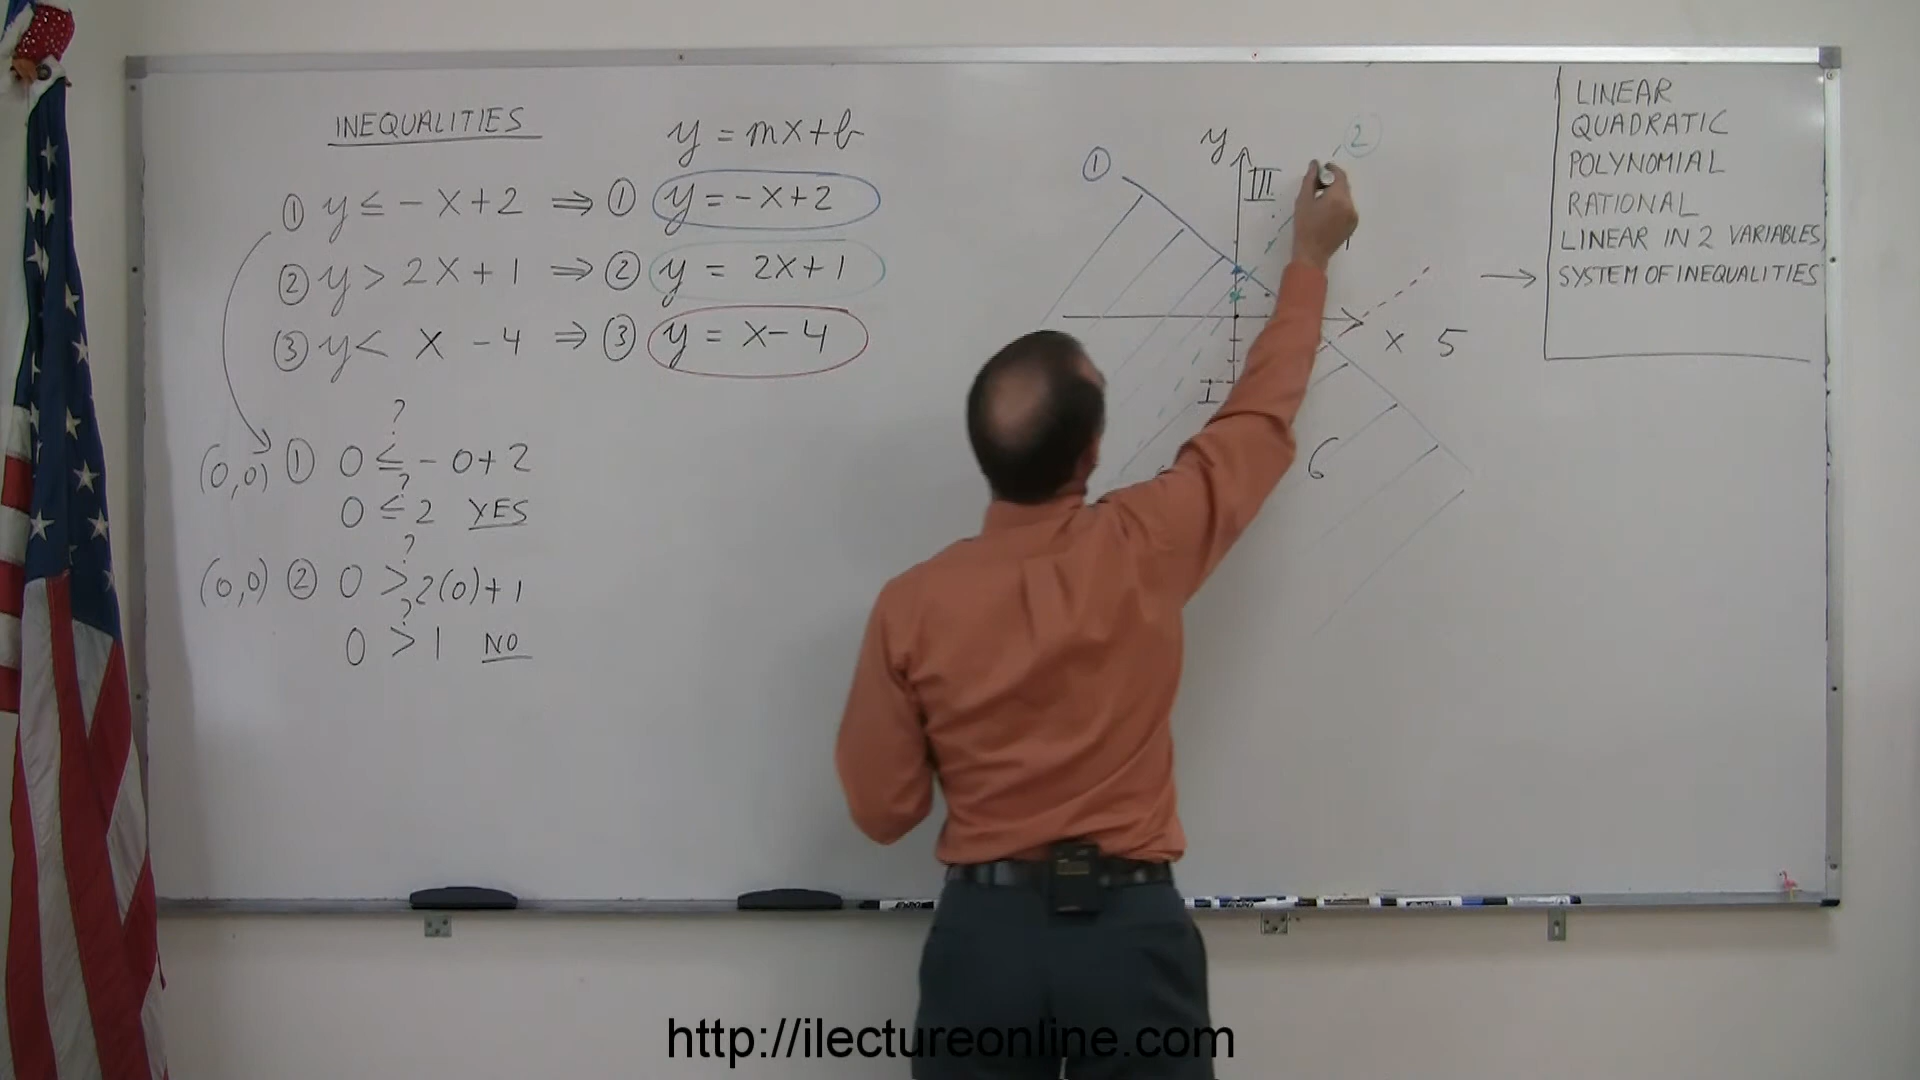 INEQUALITIES
y = mx+b
① y ≤ - x+2 ⇒ ① y = -x+2
② y > 2x+1 ⇒ ② y = 2x+1
③ y < x - 4 ⇒ ③ y = x-4
?
(0,0) ① 0 ≤ - 0+2
?
0 ≤ 2 YES
?
(0,0) ② 0 > 2(0)+1
?
0 > 1 NO
y
①
②
III
x 5
I
6
LINEAR
QUADRATIC
POLYNOMIAL
RATIONAL
LINEAR IN 2 VARIABLES
→ SYSTEM OF INEQUALITIES
http://ilectureonline.com